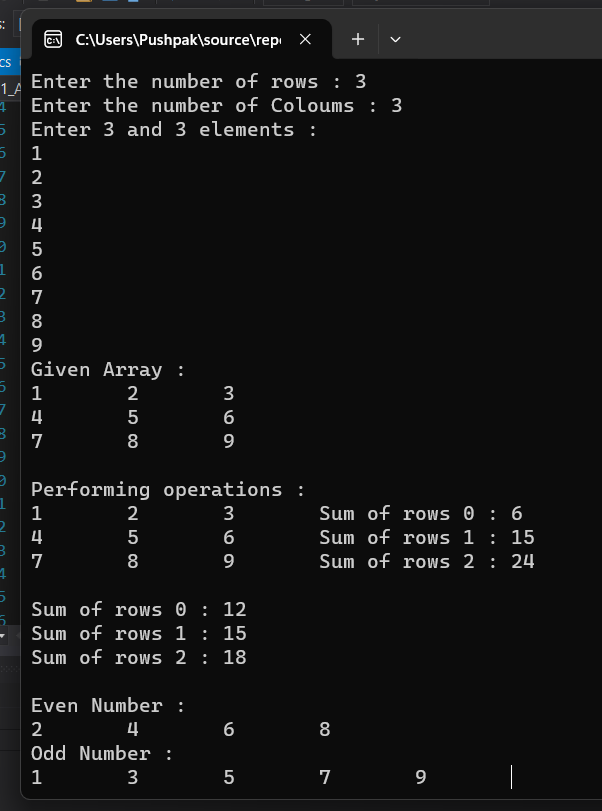 C:\Users\Pushpak\source\repo
Enter the number of rows : 3
Enter the number of Coloums : 3
Enter 3 and 3 elements :
1
2
3
4
5
6
7
8
9
Given Array :
1 2 3
4 5 6
7 8 9
Performing operations :
1 2 3 Sum of rows 0 : 6
4 5 6 Sum of rows 1 : 15
7 8 9 Sum of rows 2 : 24
Sum of rows 0 : 12
Sum of rows 1 : 15
Sum of rows 2 : 18
Even Number :
2 4 6 8
Odd Number :
1 3 5 7 9